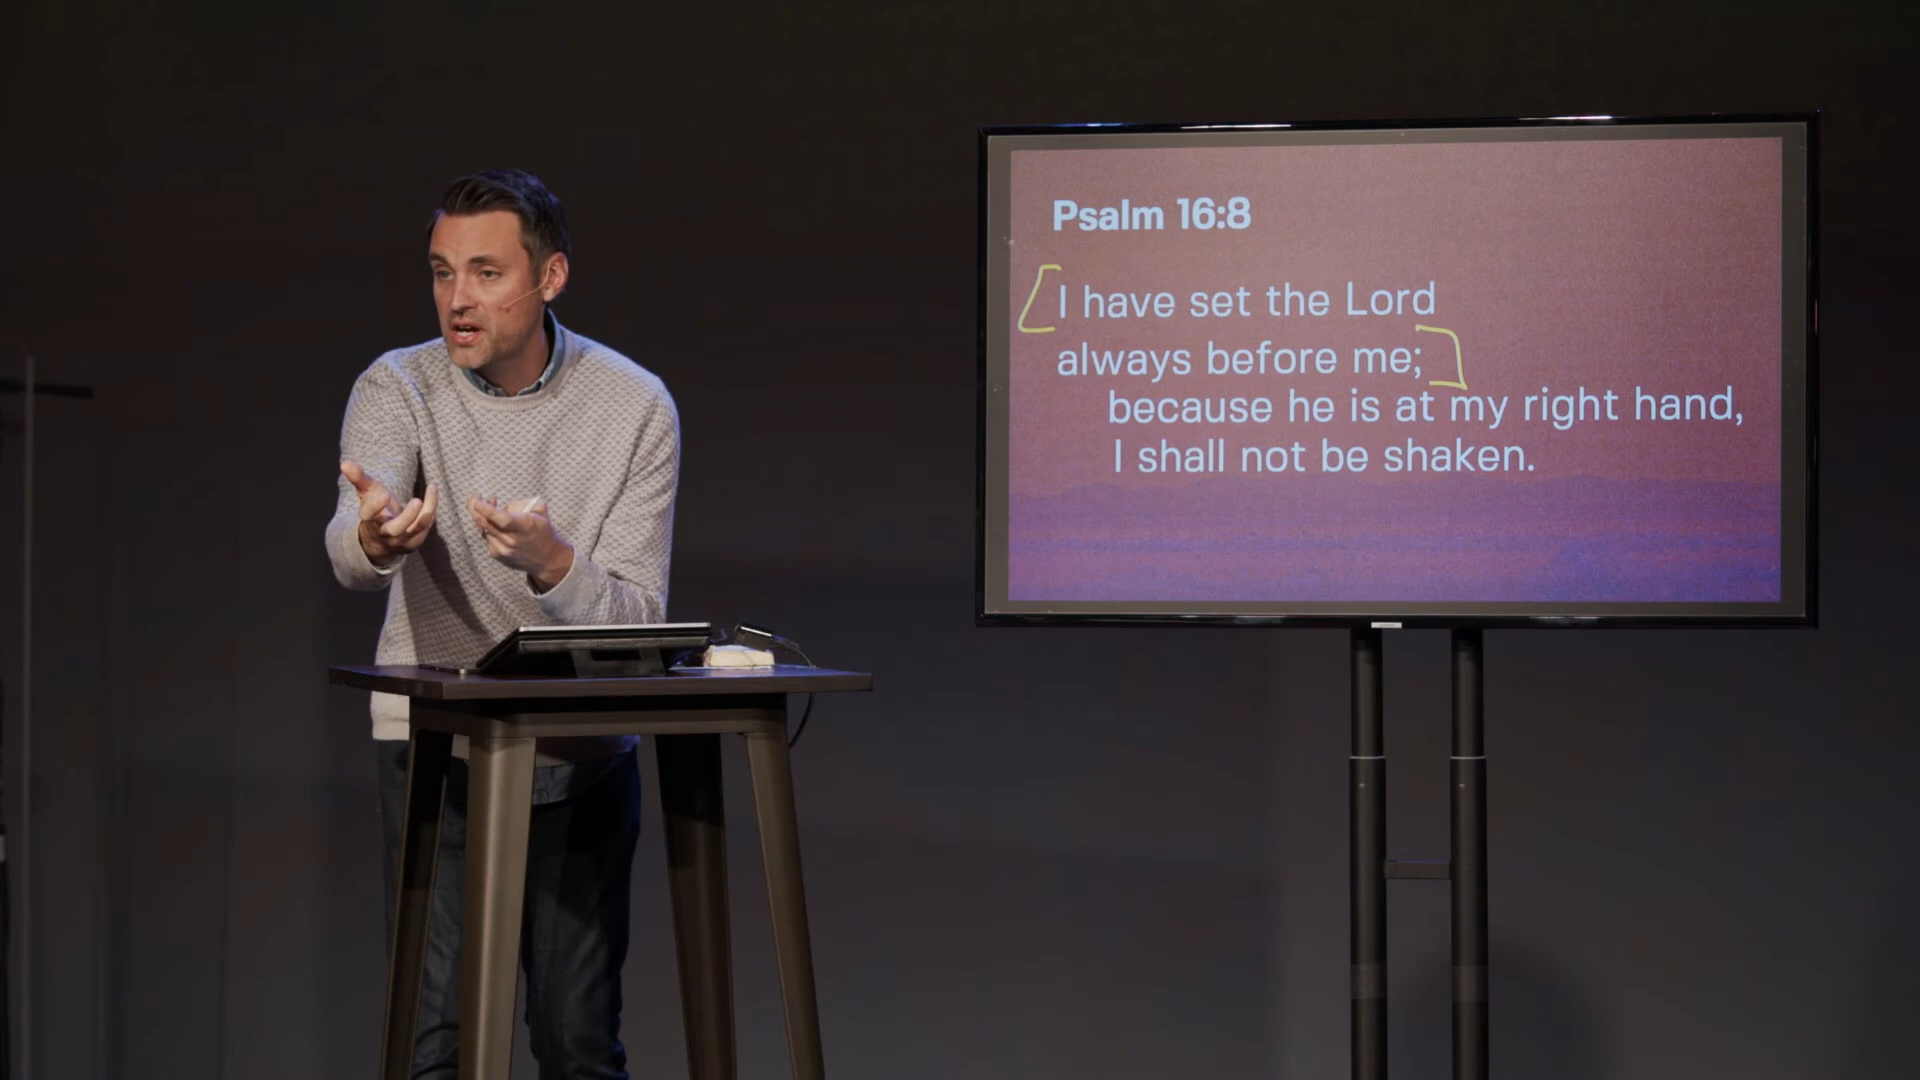 Psalm 16:8
I have set the Lord
always before me;
because he is at my right hand,
I shall not be shaken.